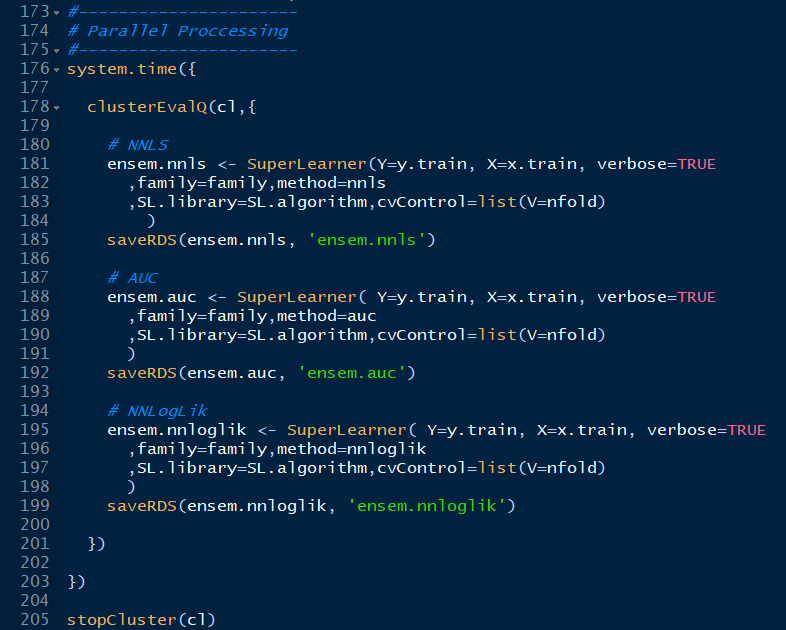 173 #----------------------
174 # Parallel Proccessing
175 #----------------------
176 system.time({
177
178   clusterEvalQ(cl,{
179
180     # NNLS
181     ensem.nnls <- SuperLearner(Y=y.train, X=x.train, verbose=TRUE
182       ,family=family,method=nnls
183       ,SL.library=SL.algorithm,cvControl=list(V=nfold)
184         )
185     saveRDS(ensem.nnls, 'ensem.nnls')
186
187     # AUC
188     ensem.auc <- SuperLearner( Y=y.train, X=x.train, verbose=TRUE
189       ,family=family,method=auc
190       ,SL.library=SL.algorithm,cvControl=list(V=nfold)
191       )
192     saveRDS(ensem.auc, 'ensem.auc')
193
194     # NNLogLik
195     ensem.nnloglik <- SuperLearner( Y=y.train, X=x.train, verbose=TRUE
196       ,family=family,method=nnloglik
197       ,SL.library=SL.algorithm,cvControl=list(V=nfold)
198       )
199     saveRDS(ensem.nnloglik, 'ensem.nnloglik')
200
201   })
202
203 })
204
205 stopCluster(cl)